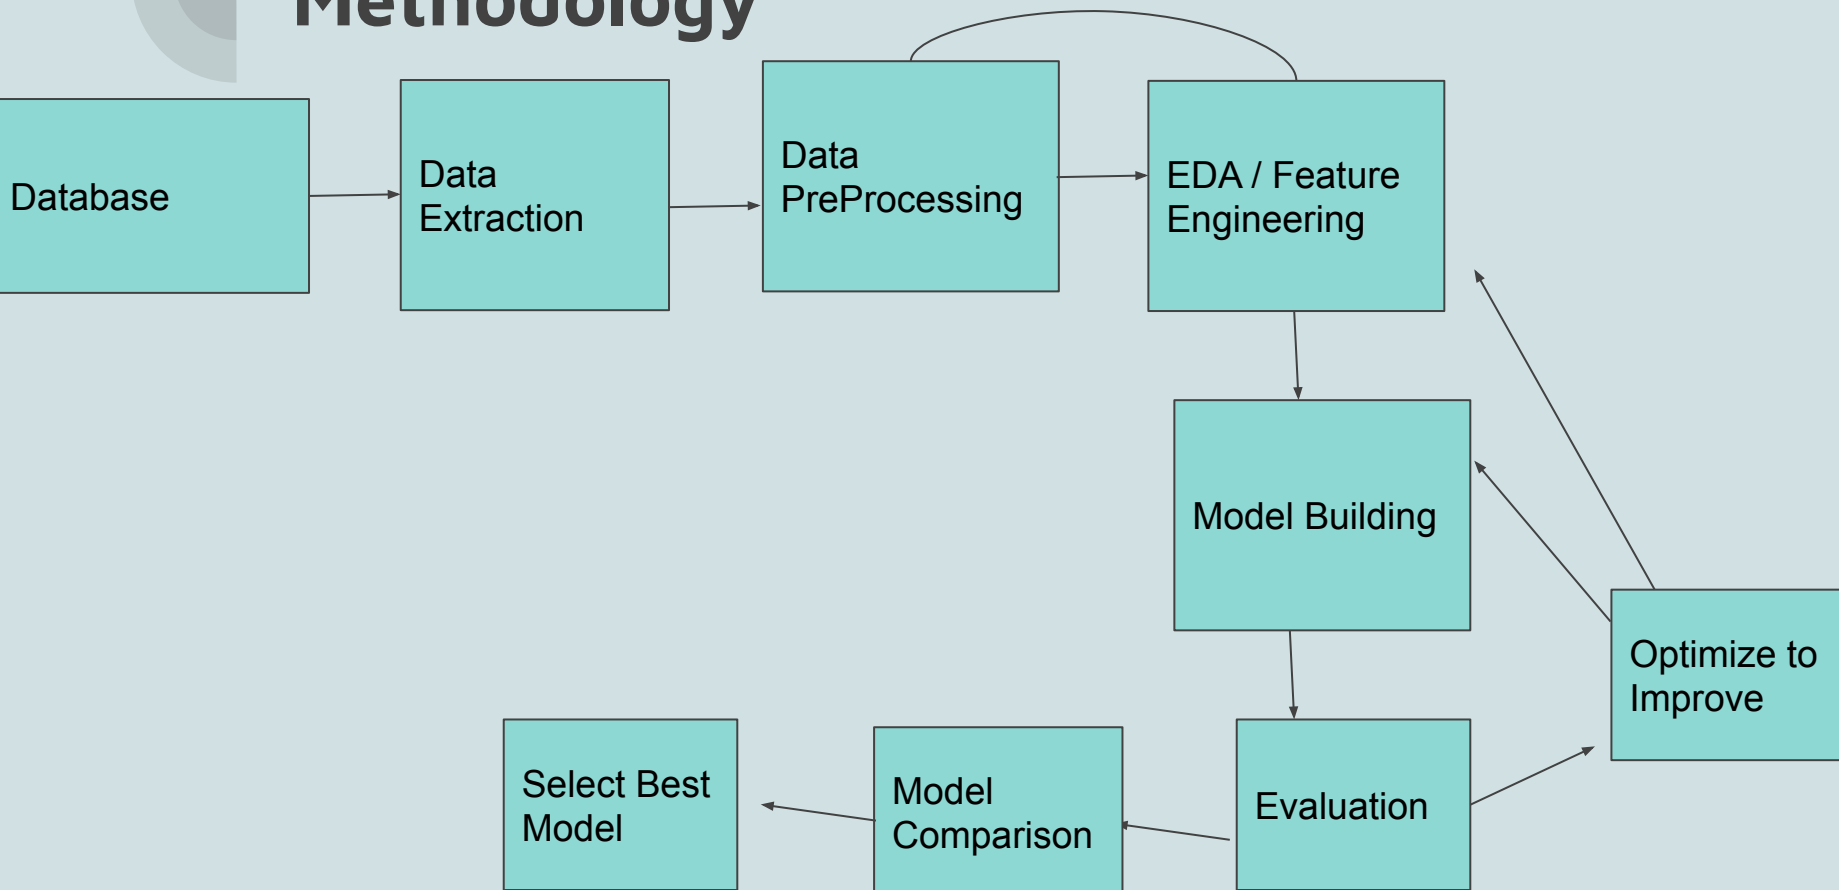 Methodology
Database
Data
Extraction
Data
PreProcessing
EDA / Feature
Engineering
Model Building
Optimize to
Improve
Evaluation
Model
Comparison
Select Best
Model